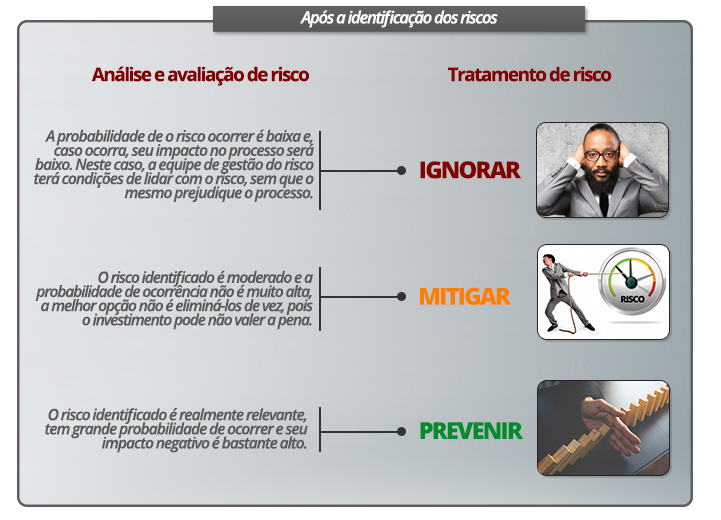 Após a identificação dos riscos
Análise e avaliação de risco
Tratamento de risco
A probabilidade de o risco ocorrer é baixa e,
caso ocorra, seu impacto no processo será
baixo. Neste caso, a equipe de gestão do risco
terá condições de lidar com o risco, sem que o
mesmo prejudique o processo.
IGNORAR
O risco identificado é moderado e a
probabilidade de ocorrência não é muito alta,
a melhor opção não é eliminá-los de vez, pois
o investimento pode não valer a pena.
MITIGAR
RISCO
O risco identificado é realmente relevante,
tem grande probabilidade de ocorrer e seu
impacto negativo é bastante alto.
PREVENIR